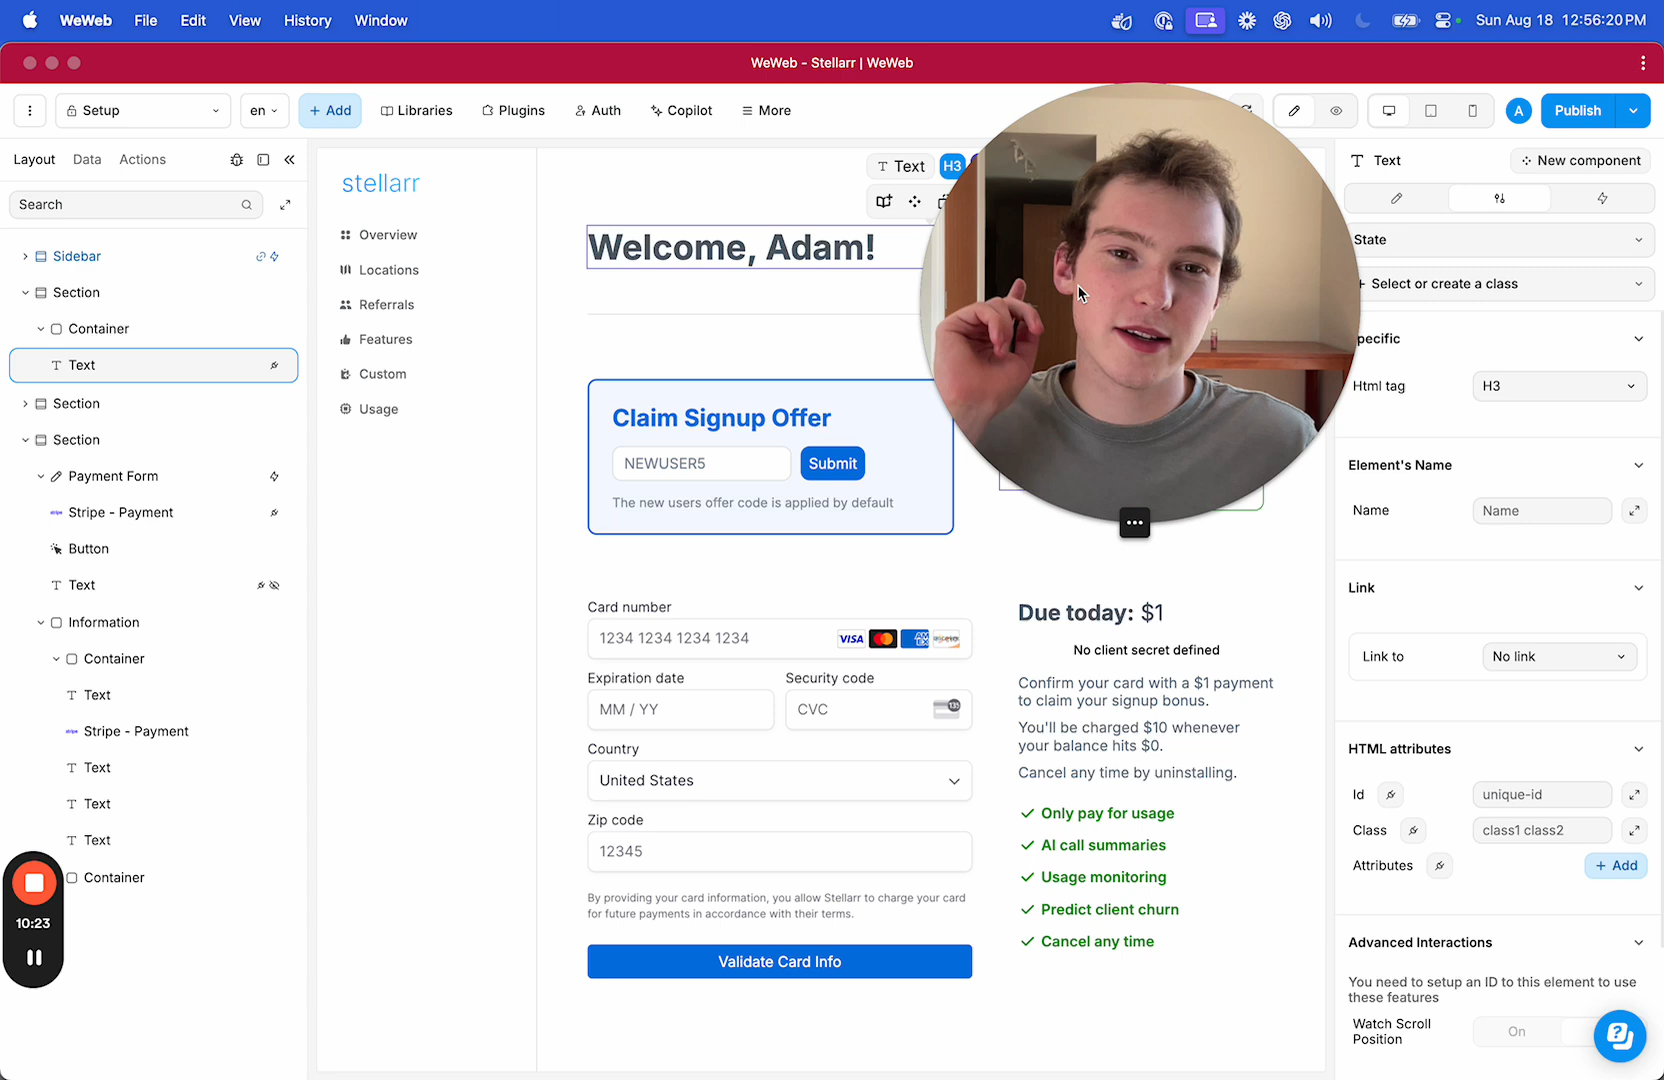 WeWeb File Edit View History Window Sun Aug 18 12:56:20 PM
WeWeb - Stellarr | WeWeb
Setup en + Add Libraries Plugins Auth Copilot More A Publish
Layout Data Actions
Search
Sidebar
Section
Container
Text
Section
Section
Payment Form
Stripe - Payment
Button
Text
Information
Container
Text
Stripe - Payment
Text
Text
Text
Container
10:23
stellarr
Overview
Locations
Referrals
Features
Custom
Usage
Text H3
Welcome, Adam!
Claim Signup Offer
NEWUSER5 Submit
The new users offer code is applied by default
Card number
1234 1234 1234 1234 VISA
Expiration date Security code
MM / YY CVC
Country
United States
Zip code
12345
By providing your card information, you allow Stellarr to charge your card
for future payments in accordance with their terms.
Validate Card Info
Due today: $1
No client secret defined
Confirm your card with a $1 payment
to claim your signup bonus.
You'll be charged $10 whenever
your balance hits $0.
Cancel any time by uninstalling.
Only pay for usage
AI call summaries
Usage monitoring
Predict client churn
Cancel any time
Text New component
State
Select or create a class
pecific
Html tag H3
Element's Name
Name Name
Link
Link to No link
HTML attributes
Id unique-id
Class class1 class2
Attributes + Add
Advanced Interactions
You need to setup an ID to this element to use
these features
Watch Scroll
Position
On